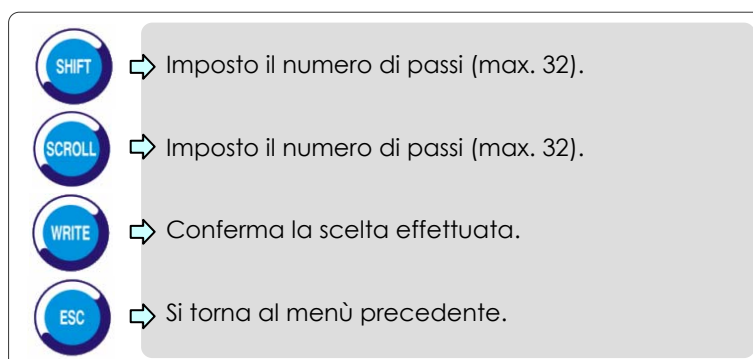 SHIFT Imposto il numero di passi (max. 32).
SCROLL Imposto il numero di passi (max. 32).
WRITE Conferma la scelta effettuata.
ESC Si torna al menù precedente.